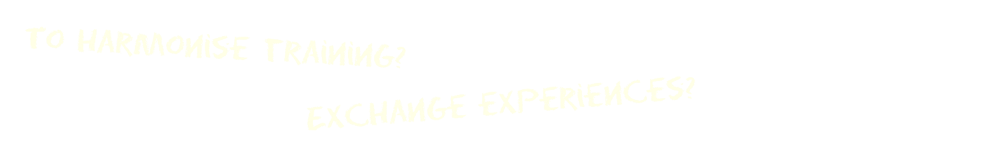 TO HARMONISE TRAINING?
EXCHANGE EXPERIENCES?